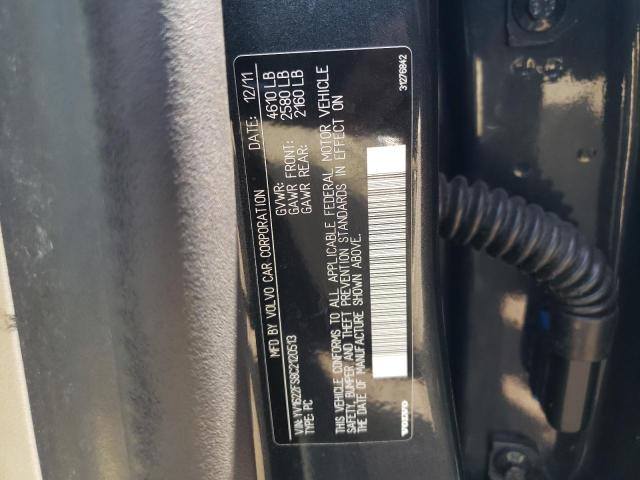 MFD BY VOLVO CAR CORPORATION DATE: 12/11
GVWR: 4610 LB
GAWR FRONT: 2580 LB
GAWR REAR: 2160 LB
VIN: YV1622FS8C2120513
TYPE: PC
THIS VEHICLE CONFORMS TO ALL APPLICABLE FEDERAL MOTOR VEHICLE
SAFETY, BUMPER AND THEFT PREVENTION STANDARDS IN EFFECT ON
THE DATE OF MANUFACTURE SHOWN ABOVE.
VOLVO 31276842